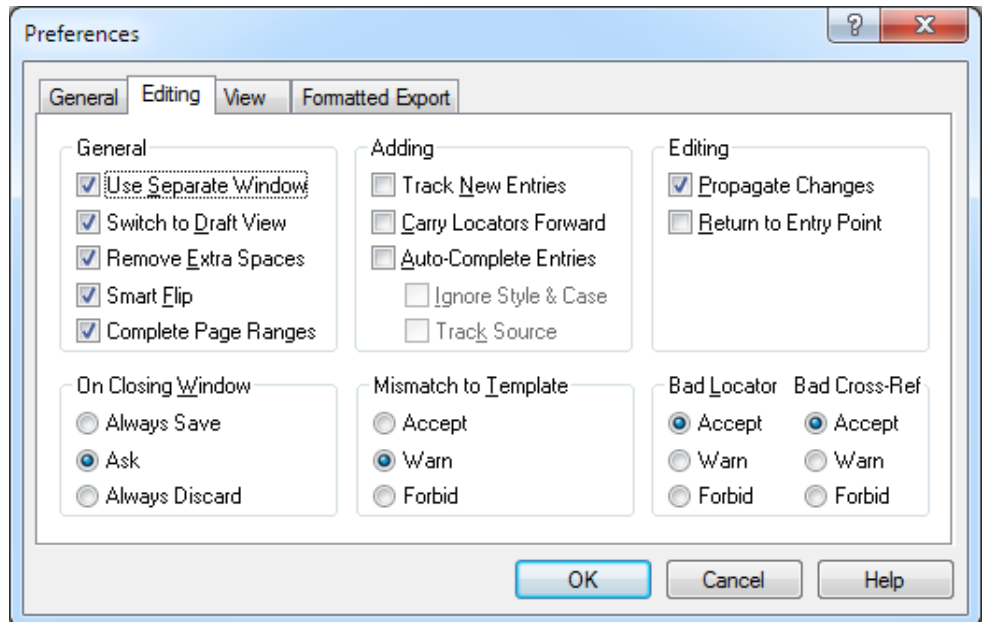 Preferences
General Editing View Formatted Export
General
Use Separate Window
Switch to Draft View
Remove Extra Spaces
Smart Flip
Complete Page Ranges
Adding
Track New Entries
Carry Locators Forward
Auto-Complete Entries
Ignore Style & Case
Track Source
Editing
Propagate Changes
Return to Entry Point
On Closing Window
Always Save
Ask
Always Discard
Mismatch to Template
Accept
Warn
Forbid
Bad Locator Bad Cross-Ref
Accept Accept
Warn Warn
Forbid Forbid
OK Cancel Help